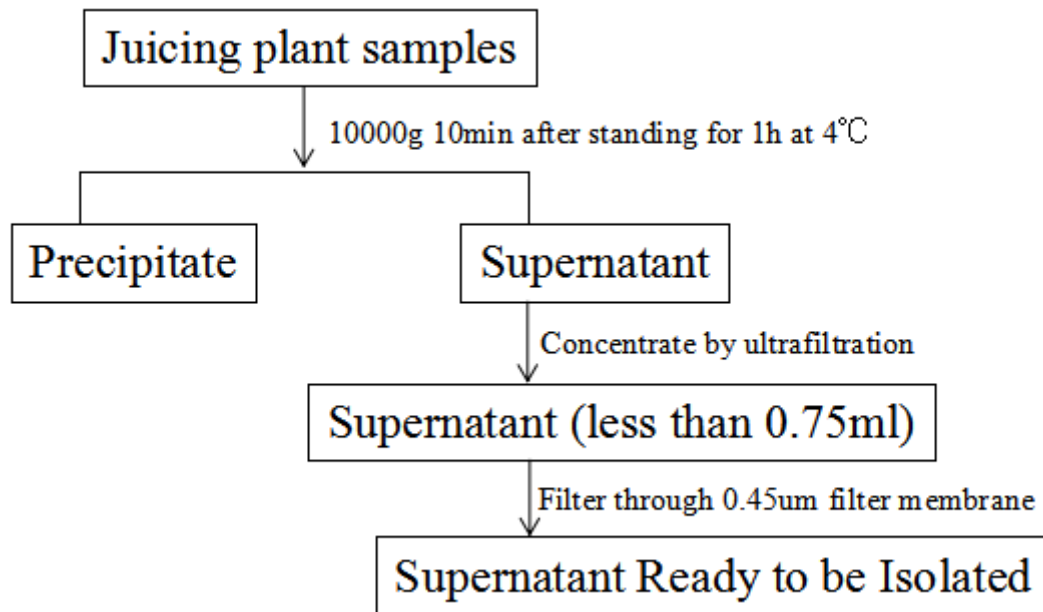 Juicing plant samples
10000g 10min after standing for 1h at 4℃
Precipitate
Supernatant
Concentrate by ultrafiltration
Supernatant (less than 0.75ml)
Filter through 0.45um filter membrane
Supernatant Ready to be Isolated